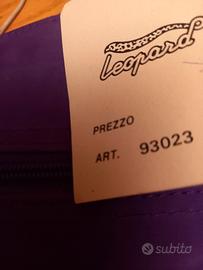 Leopard
PREZZO
ART. 93023
subito